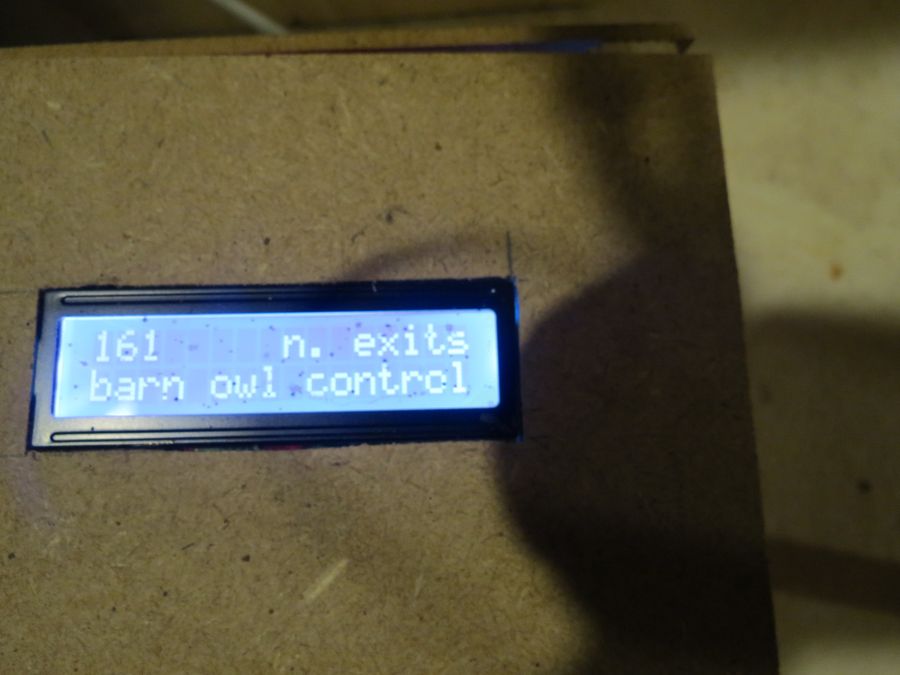 161 n. exits
barn owl control